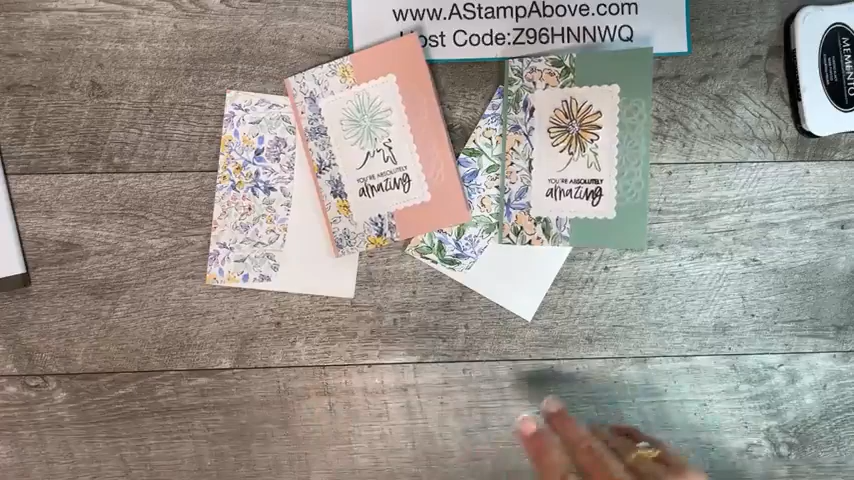 www.AStampAbove.com
Host Code:Z96HNNWQ
MEMENTO
YOU'RE ABSOLUTELY
amazing
YOU'RE ABSOLUTELY
amazing